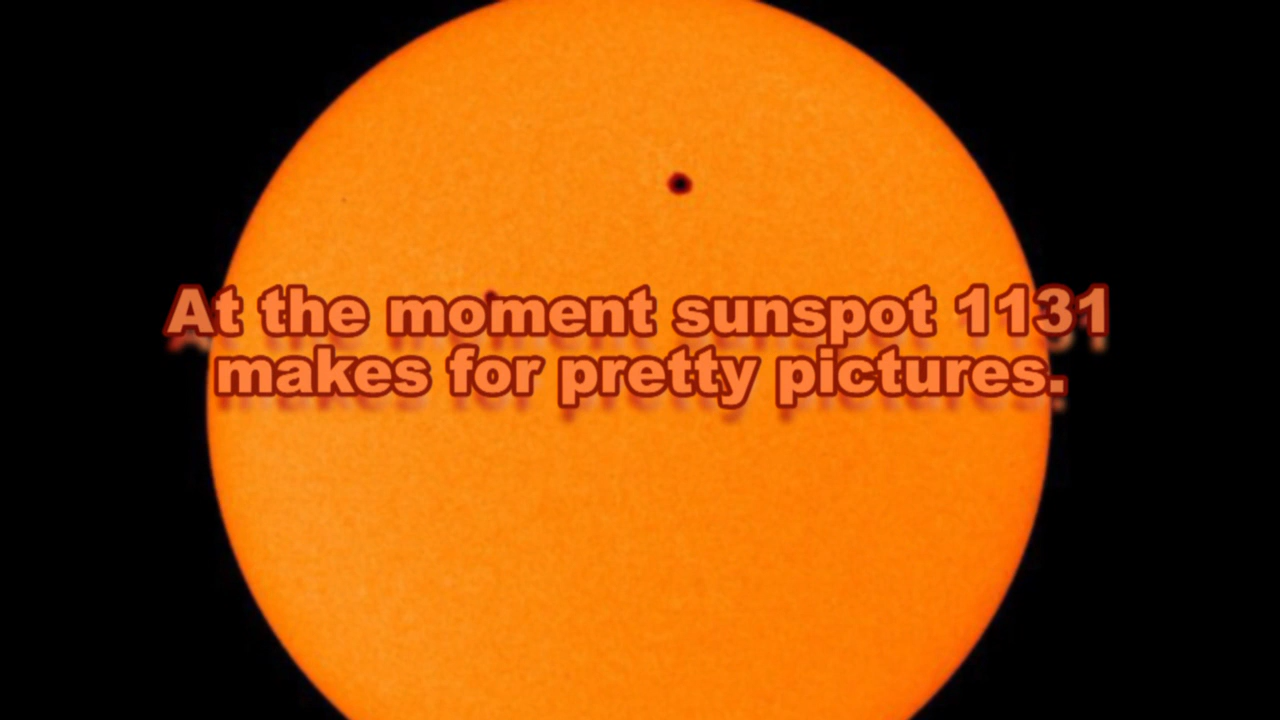 At the moment sunspot 1131
makes for pretty pictures.